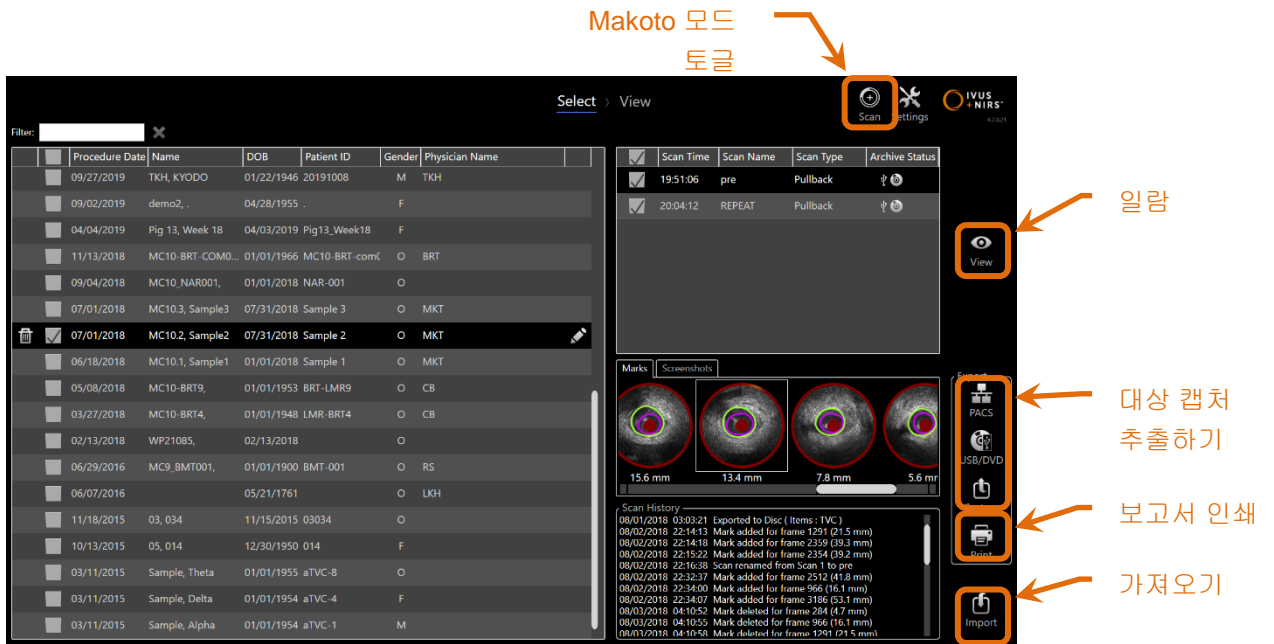 Makoto 모드
토글
Select > View
Scan
Settings
IVUS
+NIRS
4.7.0.21
Filter:
Procedure Date Name DOB Patient ID Gender Physician Name
09/27/2019 TKH, KYODO 01/22/1946 20191008 M TKH
09/02/2019 demo2, . 04/28/1955 . F
04/04/2019 Pig 13, Week 18 04/03/2019 Pig13_Week18 F
11/13/2018 MC10-BRT-COM0... 01/01/1966 MC10-BRT-com( O BRT
09/04/2018 MC10_NAR001, 01/01/2018 NAR-001 O
07/01/2018 MC10.3, Sample3 07/31/2018 Sample 3 O MKT
07/01/2018 MC10.2, Sample2 07/31/2018 Sample 2 O MKT
06/18/2018 MC10.1, Sample1 01/01/2018 Sample 1 O MKT
05/08/2018 MC10-BRT9, 01/01/1953 BRT-LMR9 O CB
03/27/2018 MC10-BRT4, 01/01/1948 LMR-BRT4 O CB
02/13/2018 WP21085, 02/13/2018 O
06/29/2016 MC9_BMT001, 01/01/1900 BMT-001 O RS
06/07/2016 05/21/1761 O LKH
11/18/2015 03, 034 11/15/2015 03034 O
10/13/2015 05, 014 12/30/1950 014 F
03/11/2015 Sample, Theta 01/01/1955 aTVC-8 O
03/11/2015 Sample, Delta 01/01/1954 aTVC-4 F
03/11/2015 Sample, Alpha 01/01/1954 aTVC-1 M
Scan Time Scan Name Scan Type Archive Status
19:51:06 pre Pullback
20:04:12 REPEAT Pullback
View
일람
Marks Screenshots
15.6 mm 13.4 mm 7.8 mm 5.6 mr
Scan History
08/01/2018 03:03:21 Exported to Disc ( Items : TVC )
08/02/2018 22:14:13 Mark added for frame 1291 (21.5 mm)
08/02/2018 22:14:18 Mark added for frame 2359 (39.3 mm)
08/02/2018 22:15:22 Mark added for frame 2354 (39.2 mm)
08/02/2018 22:16:38 Scan renamed from Scan 1 to pre
08/02/2018 22:32:37 Mark added for frame 2512 (41.8 mm)
08/02/2018 22:34:00 Mark added for frame 966 (16.1 mm)
08/02/2018 22:34:07 Mark added for frame 3186 (53.1 mm)
08/03/2018 04:10:52 Mark deleted for frame 284 (4.7 mm)
08/03/2018 04:10:55 Mark deleted for frame 966 (16.1 mm)
08/03/2018 04:10:58 Mark deleted for frame 1291 (21.5 mm)
Export
PACS
USB/DVD
Print
Import
대상 캡처
추출하기
보고서 인쇄
가져오기